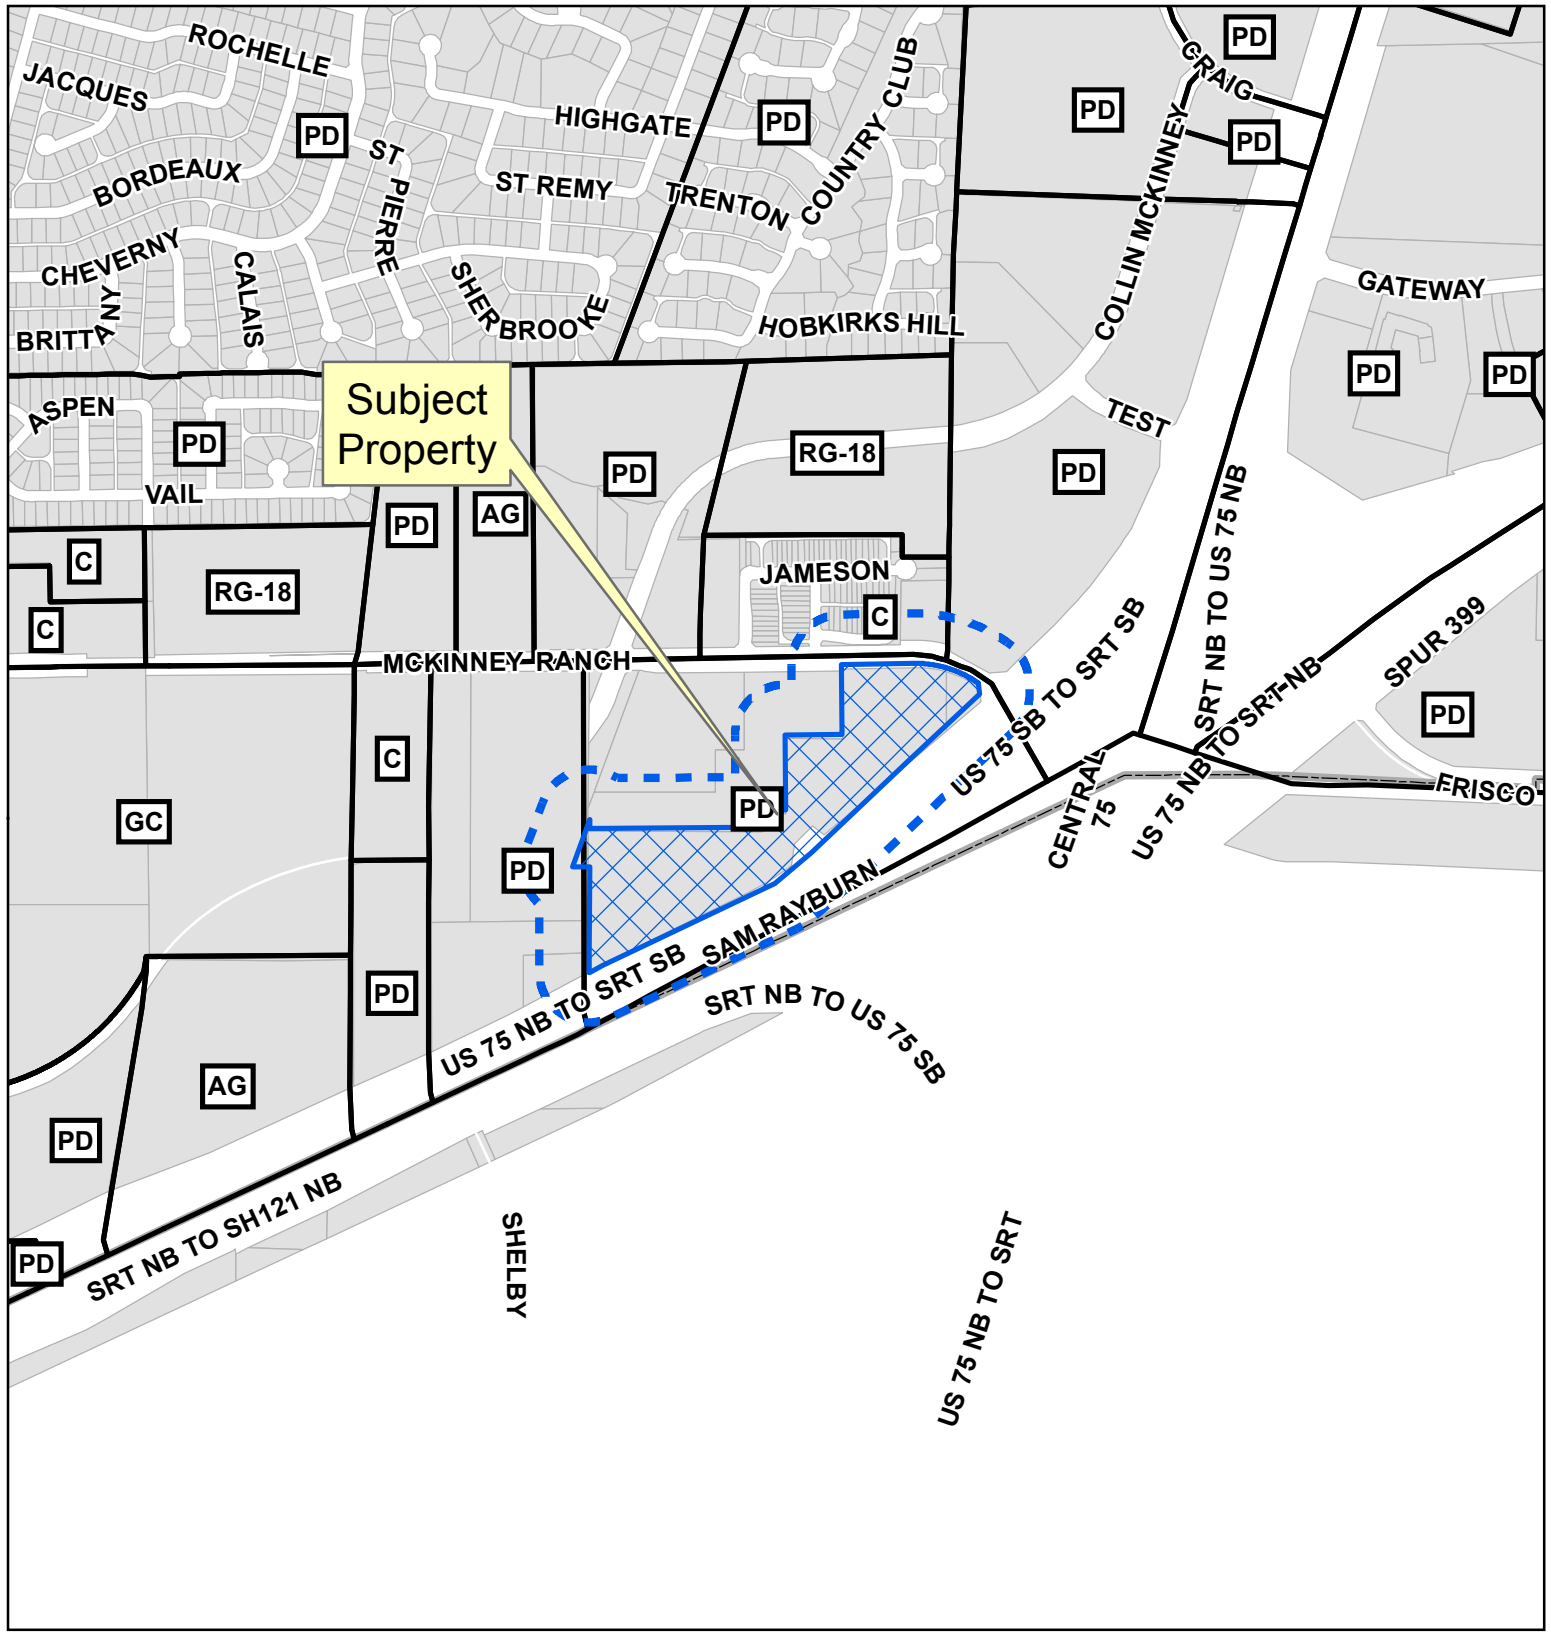 ROCHELLE
PD
CRAIG
JACQUES
HIGHGATE
PD
COUNTRY CLUB
PD
PD
PD
ST PIERRE
BORDEAUX
ST REMY
TRENTON
COLLIN MCKINNEY
CHEVERNY
CALAIS
SHERBROOKE
GATEWAY
BRITTANY
HOBKIRKS HILL
PD
PD
Subject
Property
ASPEN
TEST
PD
PD
RG-18
PD
VAIL
PD
AG
C
RG-18
C
JAMESON
C
SRT NB TO US 75 NB
MCKINNEY RANCH
US 75 SB TO SRT SB
US 75 NB TO SRT NB
SPUR 399
PD
C
GC
PD
PD
CENTRAL
75
FRISCO
SAM RAYBURN
US 75 NB TO SRT SB
PD
SRT NB TO US 75 SB
AG
PD
SRT NB TO SH121 NB
PD
SHELBY
US 75 NB TO SRT